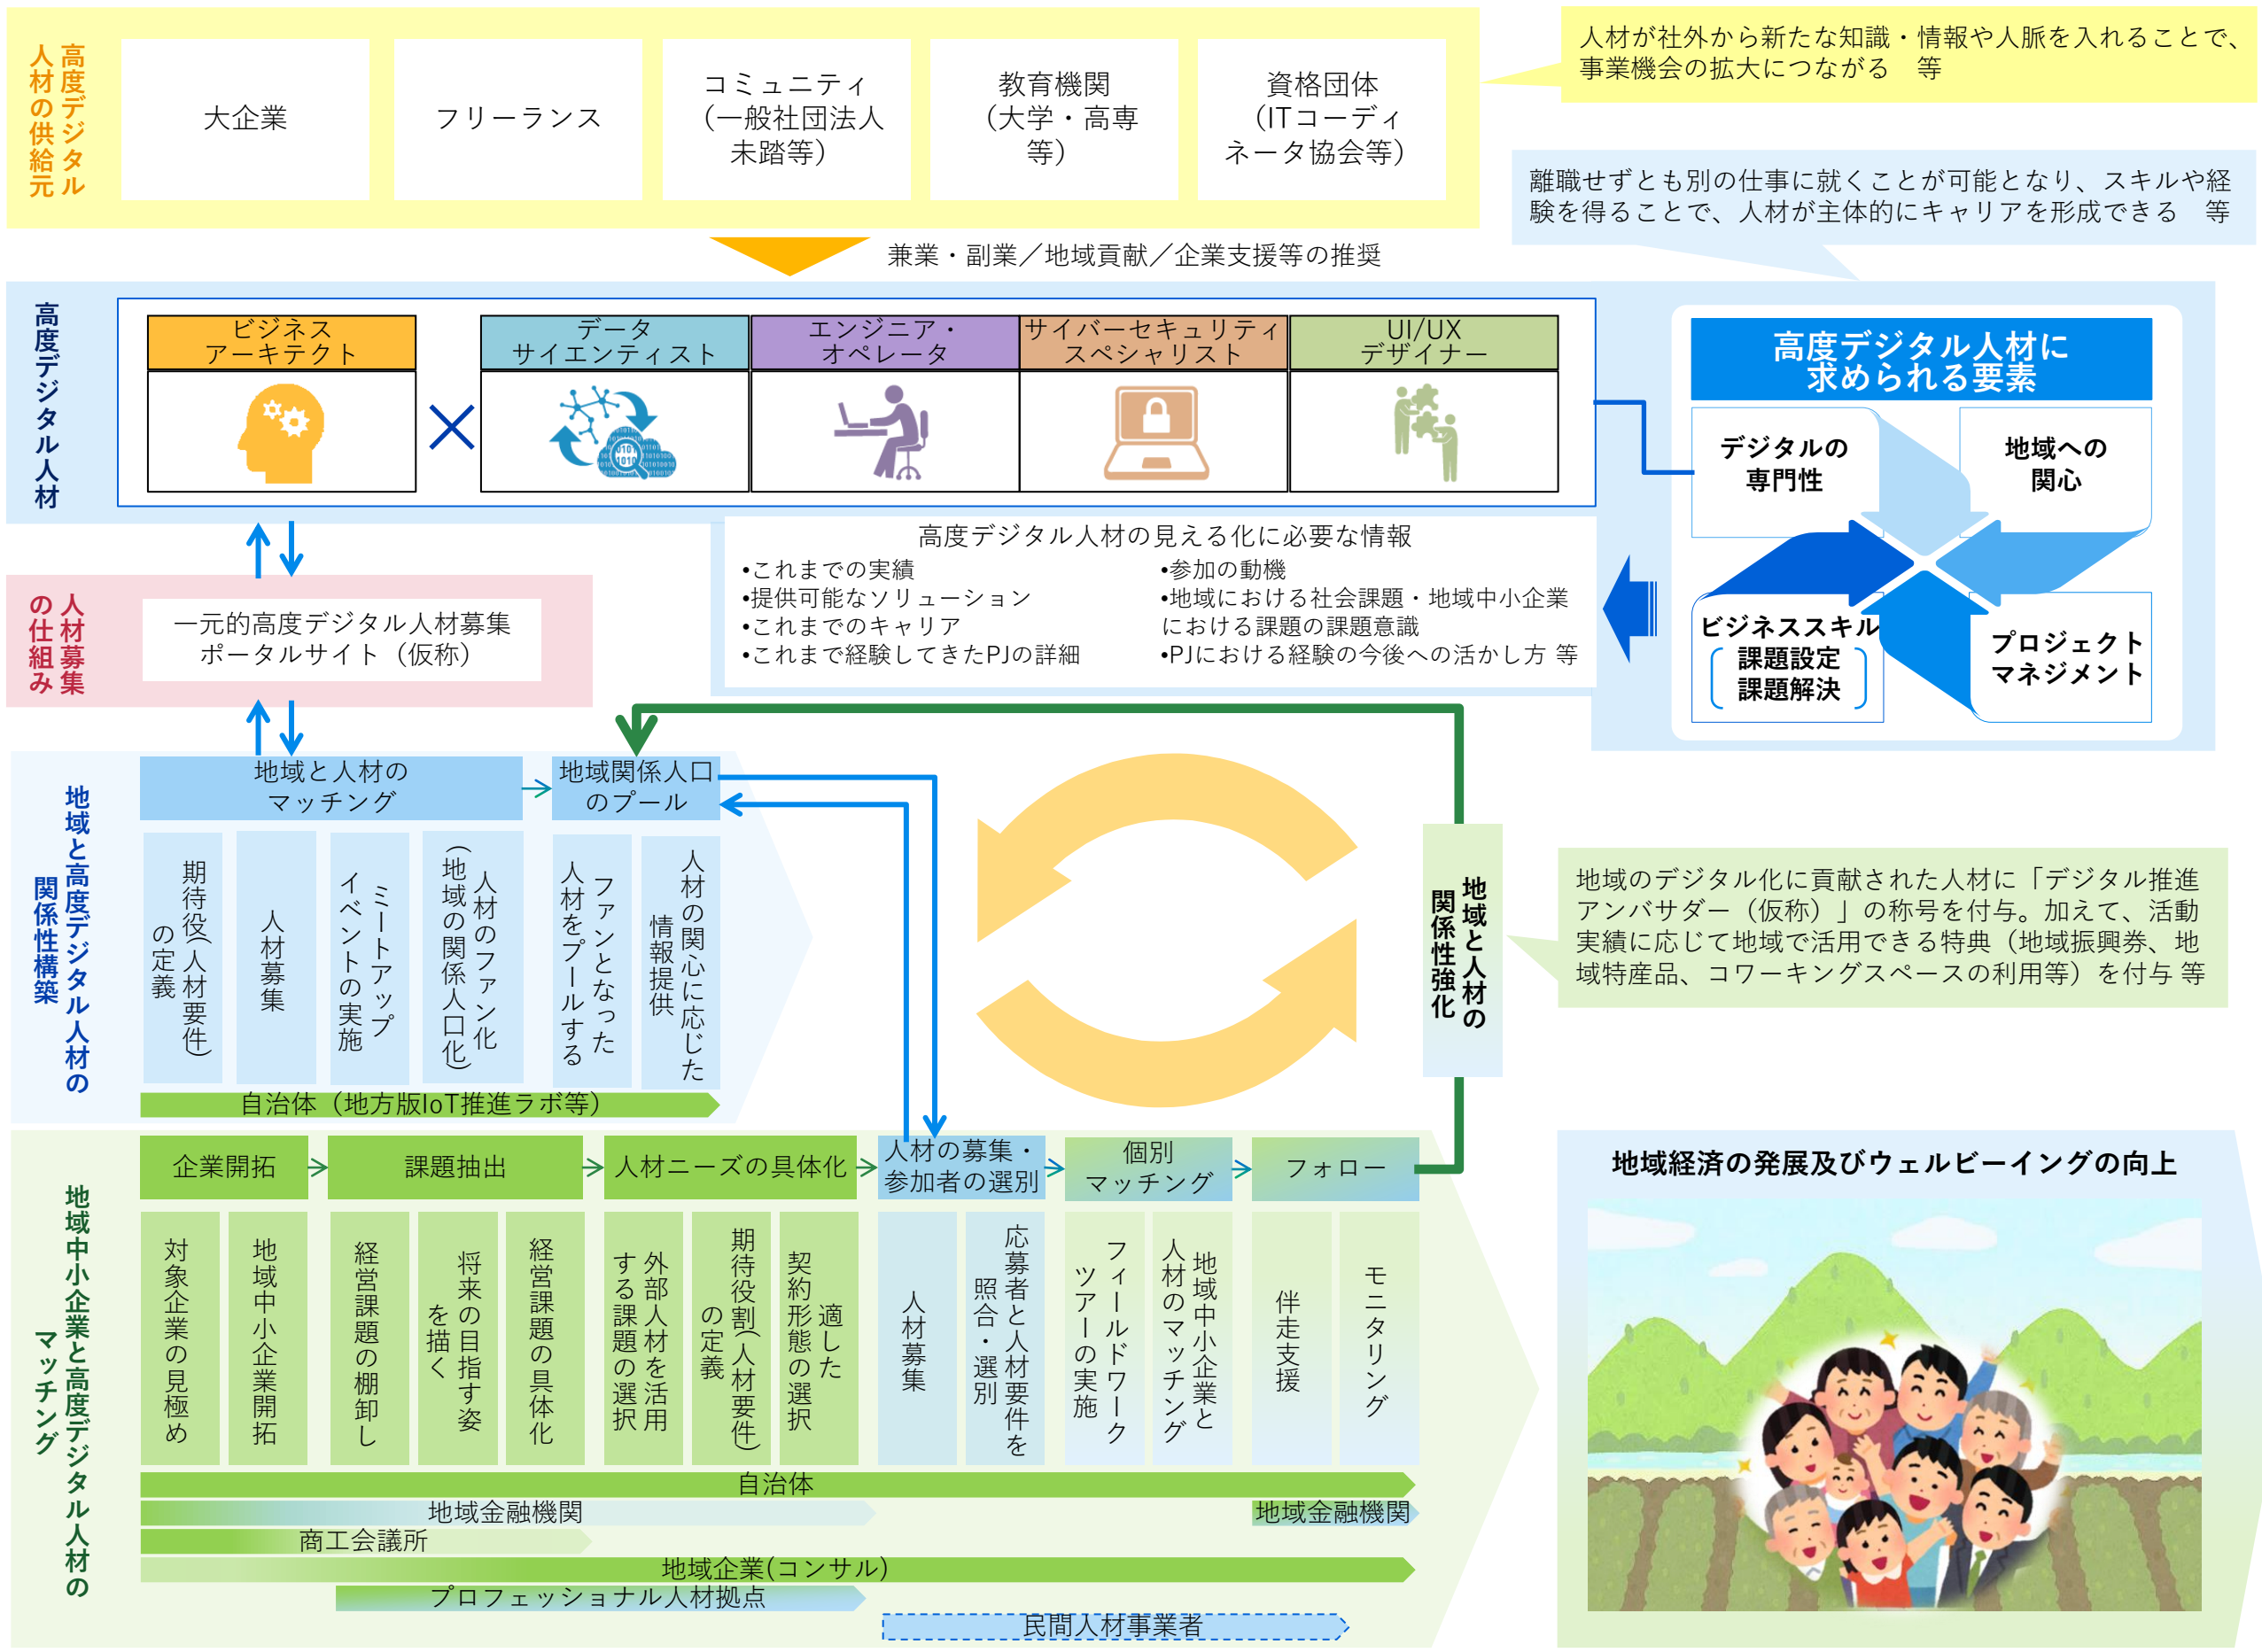 高度デジタル
人材の供給元
大企業
フリーランス
コミュニティ
（一般社団法人
未踏等）
教育機関
（大学・高専
等）
資格団体
（ITコーディ
ネータ協会等）
人材が社外から新たな知識・情報や人脈を入れることで、
事業機会の拡大につながる　等
離職せずとも別の仕事に就くことが可能となり、スキルや経
験を得ることで、人材が主体的にキャリアを形成できる　等
兼業・副業／地域貢献／企業支援等の推奨
高度デジタル人材
ビジネス
アーキテクト
データ
サイエンティスト
エンジニア・
オペレータ
サイバーセキュリティ
スペシャリスト
UI/UX
デザイナー
高度デジタル人材に
求められる要素
デジタルの
専門性
地域への
関心
ビジネススキル
課題設定
課題解決
プロジェクト
マネジメント
高度デジタル人材の見える化に必要な情報
•これまでの実績
•提供可能なソリューション
•これまでのキャリア
•これまで経験してきたPJの詳細
•参加の動機
•地域における社会課題・地域中小企業
における課題の課題意識
•PJにおける経験の今後への活かし方 等
人材募集
の仕組み
一元的高度デジタル人材募集
ポータルサイト（仮称）
地域と高度デジタル人材の
関係性構築
地域と人材の
マッチング
地域関係人口
のプール
期待役(人材要件)
の定義
人材募集
ミートアップ
イベントの実施
人材のファン化
(地域の関係人口化)
ファンとなった
人材をプールする
人材の関心に応じた
情報提供
自治体（地方版IoT推進ラボ等）
地域と人材の
関係性強化
地域のデジタル化に貢献された人材に「デジタル推進
アンバサダー（仮称）」の称号を付与。加えて、活動
実績に応じて地域で活用できる特典（地域振興券、地
域特産品、コワーキングスペースの利用等）を付与 等
地域中小企業と高度デジタル人材の
マッチング
企業開拓
課題抽出
人材ニーズの具体化
人材の募集・
参加者の選別
個別
マッチング
フォロー
対象企業の見極め
地域中小企業開拓
経営課題の棚卸し
将来の目指す姿
を描く
経営課題の具体化
外部人材を活用
する課題の選択
期待役割(人材要件)
の定義
適した
契約形態の選択
人材募集
応募者と人材要件を
照合・選別
フィールドワーク
ツアーの実施
地域中小企業と
人材のマッチング
伴走支援
モニタリング
自治体
地域金融機関
地域金融機関
商工会議所
地域企業(コンサル)
プロフェッショナル人材拠点
民間人材事業者
地域経済の発展及びウェルビーイングの向上